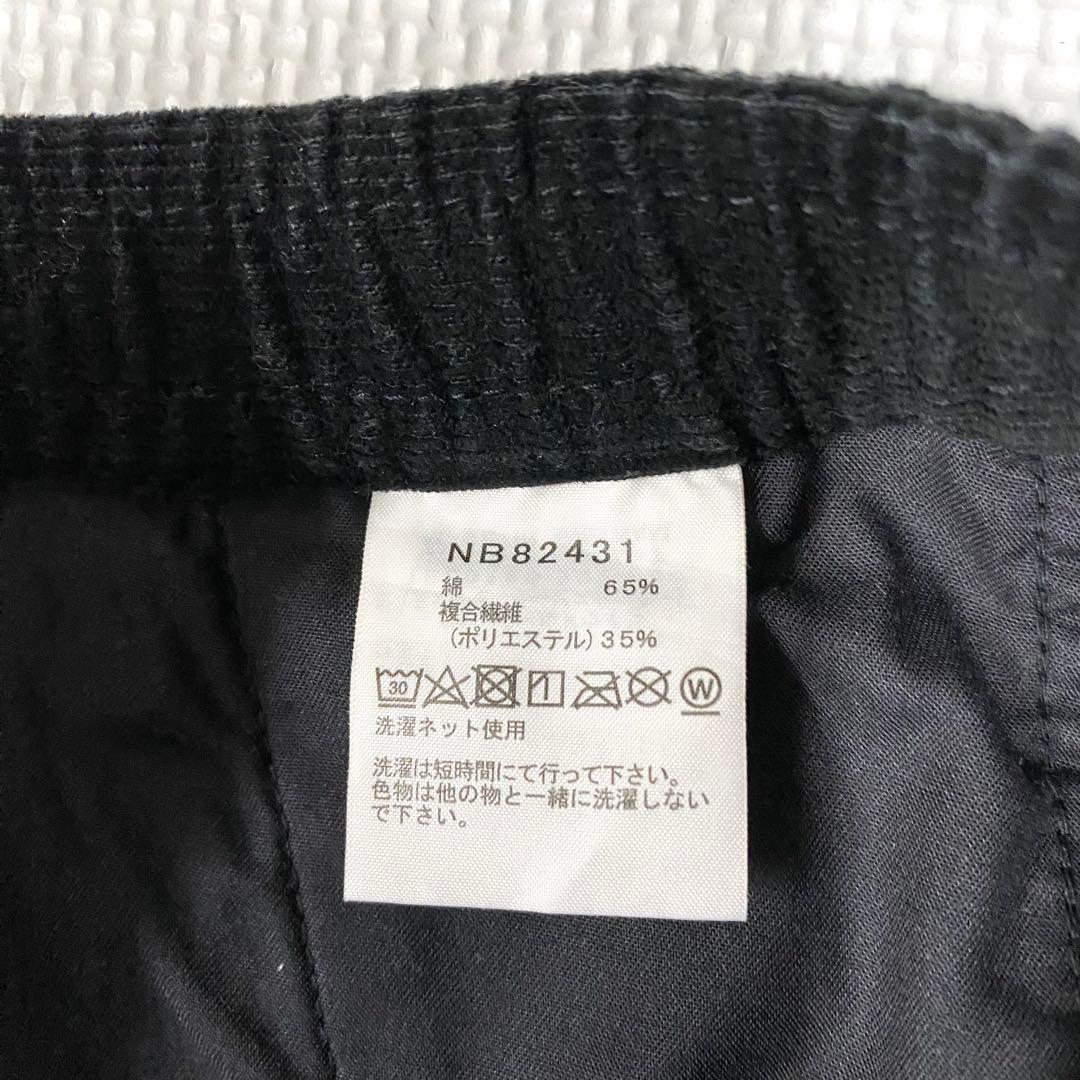 NB82431
綿 65%
複合繊維
(ポリエステル) 35%
30 W
洗濯ネット使用
洗濯は短時間にて行って下さい。
色物は他の物と一緒に洗濯しない
で下さい。